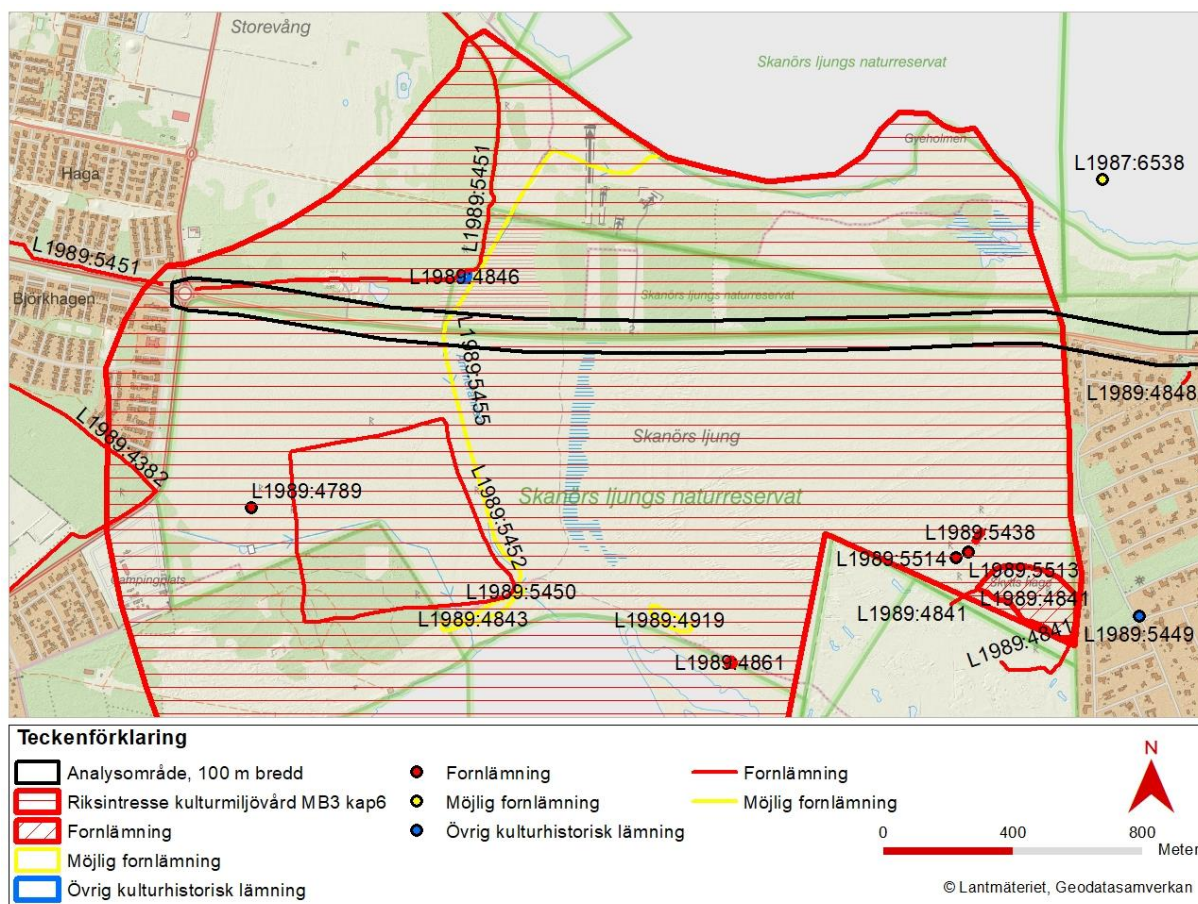 Storevång
Skanörs ljungs naturreservat
Gyeholmen
L1987:6538
Haga
L1989:5451
L1989:5451
L1989:4846
Björkhagen
Skanörs ljungs naturreservat
L1989:5455
L1989:4848
L1989:4382
Skanörs ljung
L1989:4789
Skanörs ljungs naturreservat
L1989:5452
L1989:5438
L1989:5514
L1989:5513
Campingplats
Skytts hage
L1989:5450
L1989:4841
L1989:4841
L1989:4843
L1989:4919
L1989:4841
L1989:5449
L1989:4861
Teckenförklaring
Analysområde, 100 m bredd
Riksintresse kulturmiljövård MB3 kap6
Fornlämning
Möjlig fornlämning
Övrig kulturhistorisk lämning
Fornlämning
Möjlig fornlämning
Övrig kulturhistorisk lämning
Fornlämning
Möjlig fornlämning
N
0 400 800
Meter
© Lantmäteriet, Geodatasamverkan